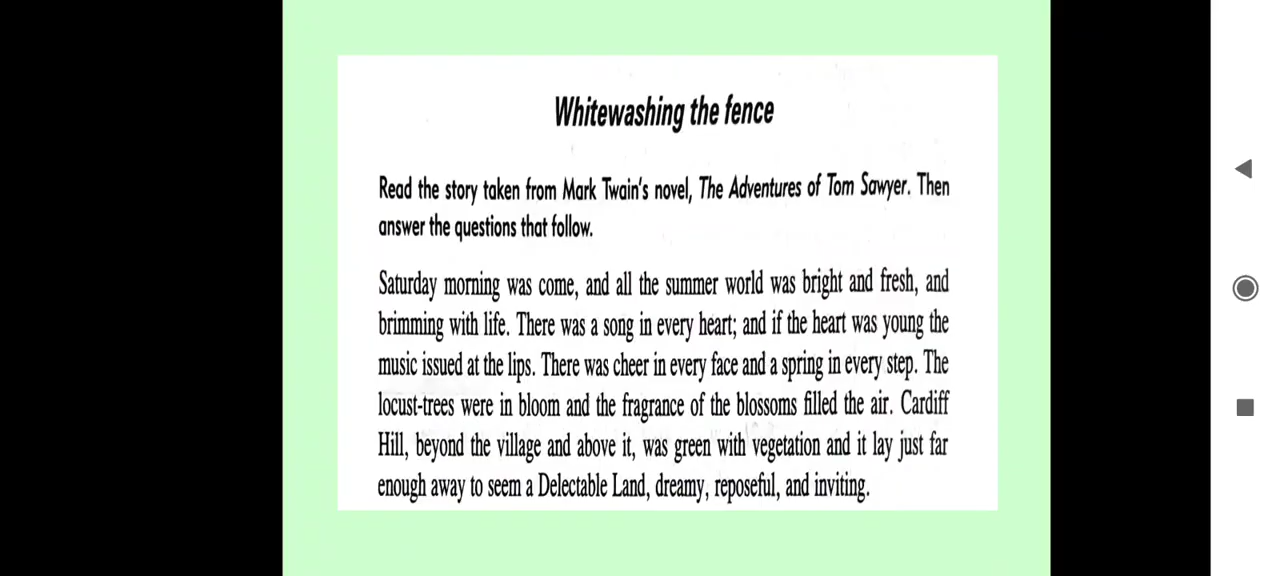 Whitewashing the fence
Read the story taken from Mark Twain's novel, The Adventures of Tom Sawyer. Then
answer the questions that follow.
Saturday morning was come, and all the summer world was bright and fresh, and
brimming with life. There was a song in every heart; and if the heart was young the
music issued at the lips. There was cheer in every face and a spring in every step. The
locust-trees were in bloom and the fragrance of the blossoms filled the air. Cardiff
Hill, beyond the village and above it, was green with vegetation and it lay just far
enough away to seem a Delectable Land, dreamy, reposeful, and inviting.